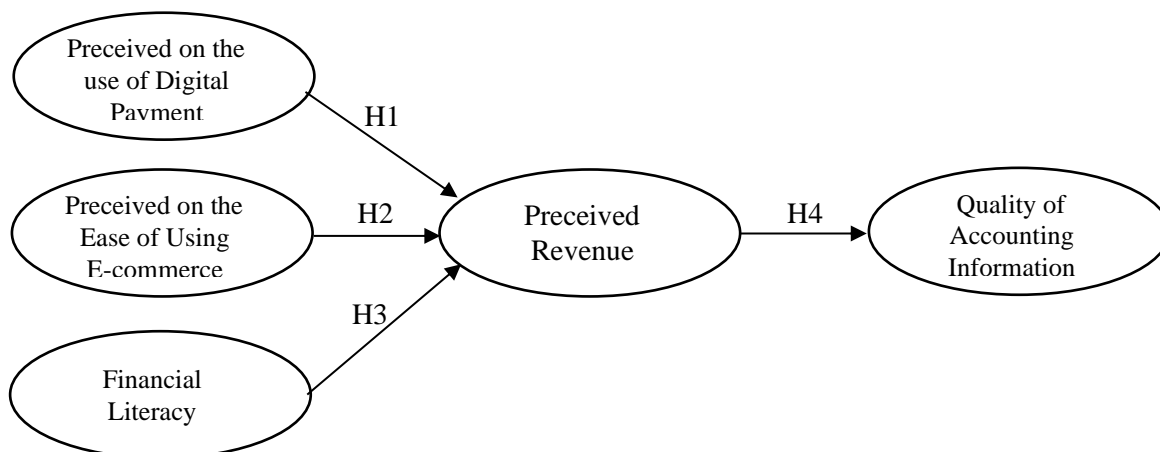 Preceived on the
use of Digital
Payment
H1
Preceived on the
Ease of Using
E-commerce
H2
Preceived
Revenue
H4
Quality of
Accounting
Information
H3
Financial
Literacy